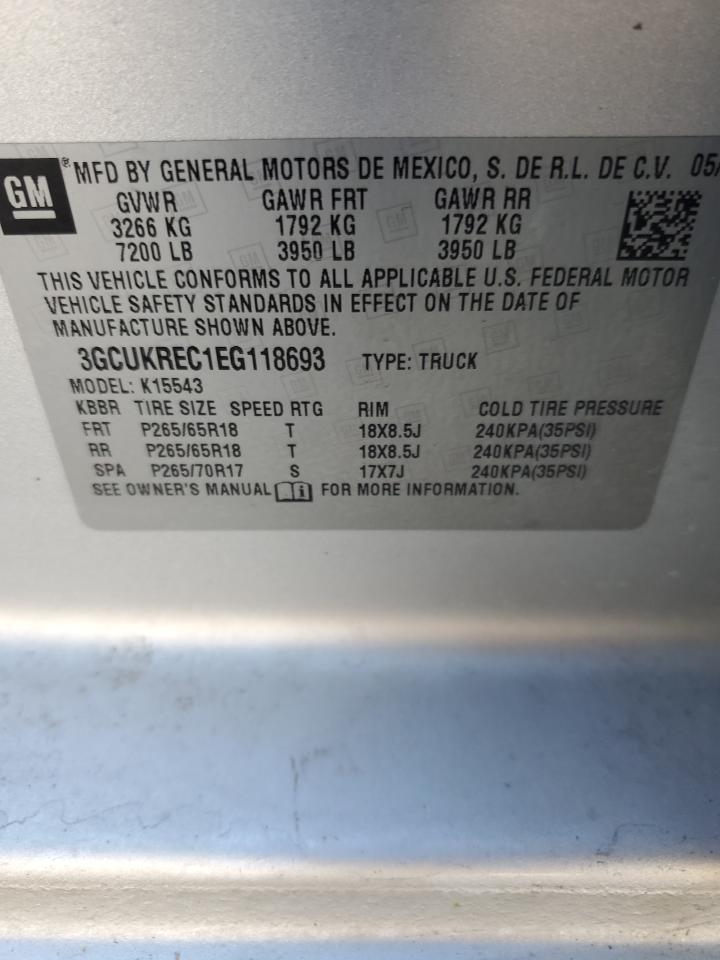 GM ® MFD BY GENERAL MOTORS DE MEXICO, S. DE R.L. DE C.V. 05/
GVWR GAWR FRT GAWR RR
3266 KG 1792 KG 1792 KG
7200 LB 3950 LB 3950 LB
THIS VEHICLE CONFORMS TO ALL APPLICABLE U.S. FEDERAL MOTOR
VEHICLE SAFETY STANDARDS IN EFFECT ON THE DATE OF
MANUFACTURE SHOWN ABOVE.
3GCUKREC1EG118693 TYPE: TRUCK
MODEL: K15543
KBBR TIRE SIZE SPEED RTG RIM COLD TIRE PRESSURE
FRT P265/65R18 T 18X8.5J 240KPA(35PSI)
RR P265/65R18 T 18X8.5J 240KPA(35PSI)
SPA P265/70R17 S 17X7J 240KPA(35PSI)
SEE OWNER'S MANUAL i FOR MORE INFORMATION.